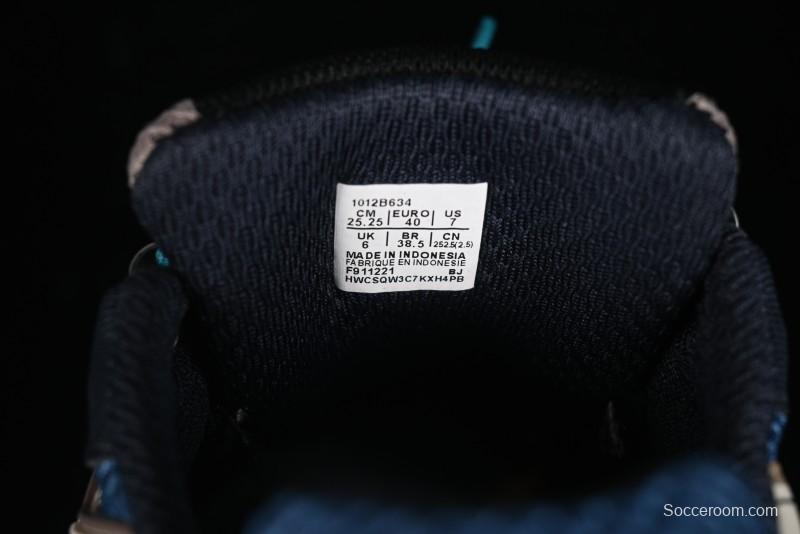 1012B634
CM EURO US
25.25 40 7
UK BR CN
6 38.5 252.5(2.5)
MADE IN INDONESIA
FABRIQUE EN INDONESIE
F911221 BJ
HWCSQW3C7KXH4PB
Socceroom.com